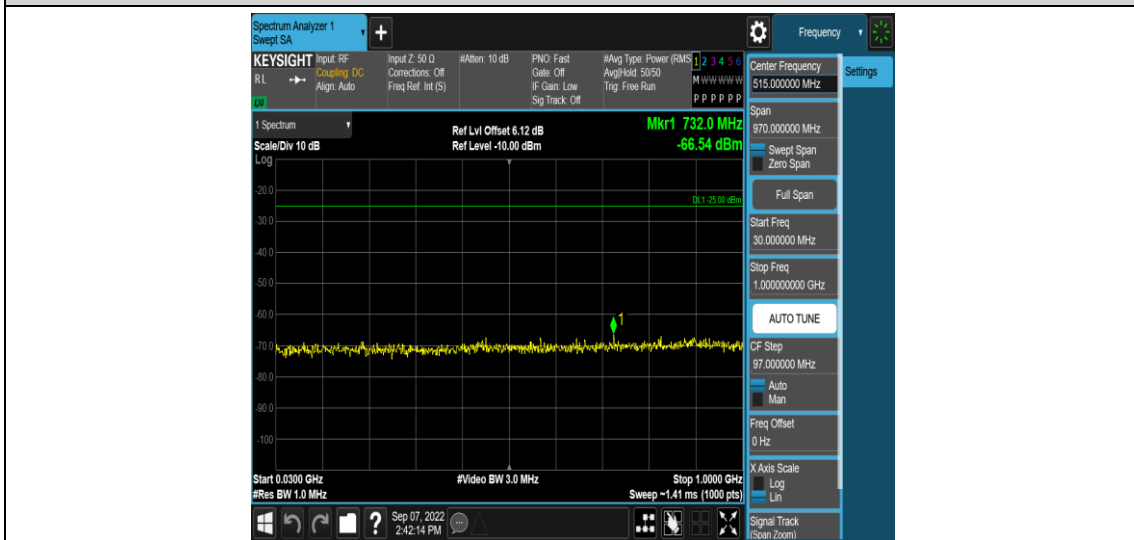 Spectrum Analyzer 1
Swept SA
+
Frequency
KEYSIGHT
RL
Input: RF
Coupling: DC
Align: Auto
Input Z: 50 Ω
Corrections: Off
Freq Ref: Int (S)
#Atten: 10 dB
PNO: Fast
Gate: Off
IF Gain: Low
Sig Track: Off
#Avg Type: Power (RMS
Avg|Hold: 50/50
Trig: Free Run
1 2 3 4 5 6
M W W W W W
P P P P P P
Center Frequency
515.000000 MHz
Settings
1 Spectrum
Scale/Div 10 dB
Ref Lvl Offset 6.12 dB
Ref Level -10.00 dBm
Mkr1 732.0 MHz
-66.54 dBm
Log
-20.0
-30.0
-40.0
-50.0
-60.0
-70.0
-80.0
-90.0
-100
DL1 -25.00 dBm
1
Start 0.0300 GHz
#Res BW 1.0 MHz
#Video BW 3.0 MHz
Stop 1.0000 GHz
Sweep ~1.41 ms (1000 pts)
Span
970.000000 MHz
Swept Span
Zero Span
Full Span
Start Freq
30.000000 MHz
Stop Freq
1.000000000 GHz
AUTO TUNE
CF Step
97.000000 MHz
Auto
Man
Freq Offset
0 Hz
X Axis Scale
Log
Lin
Signal Track
(Span Zoom)
?
Sep 07, 2022
2:42:14 PM